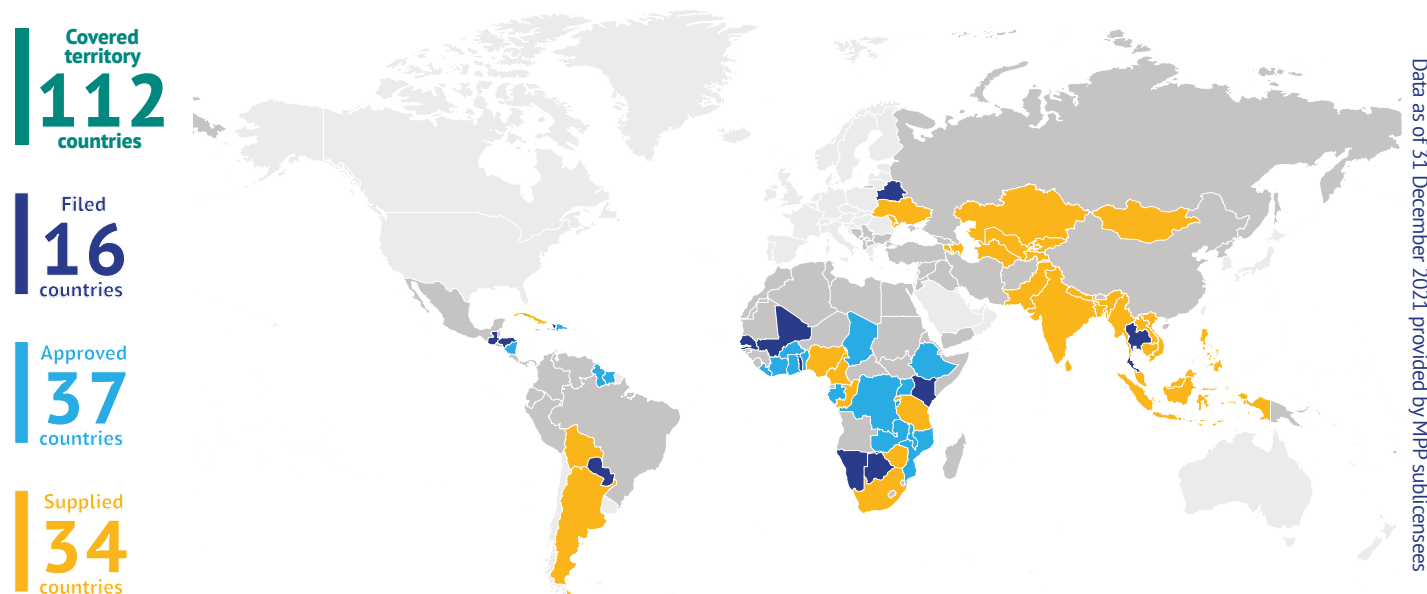 Covered
territory
112
countries
Filed
16
countries
Approved
37
countries
Supplied
34
countries
Data as of 31 December 2021 provided by MPP sublicensees